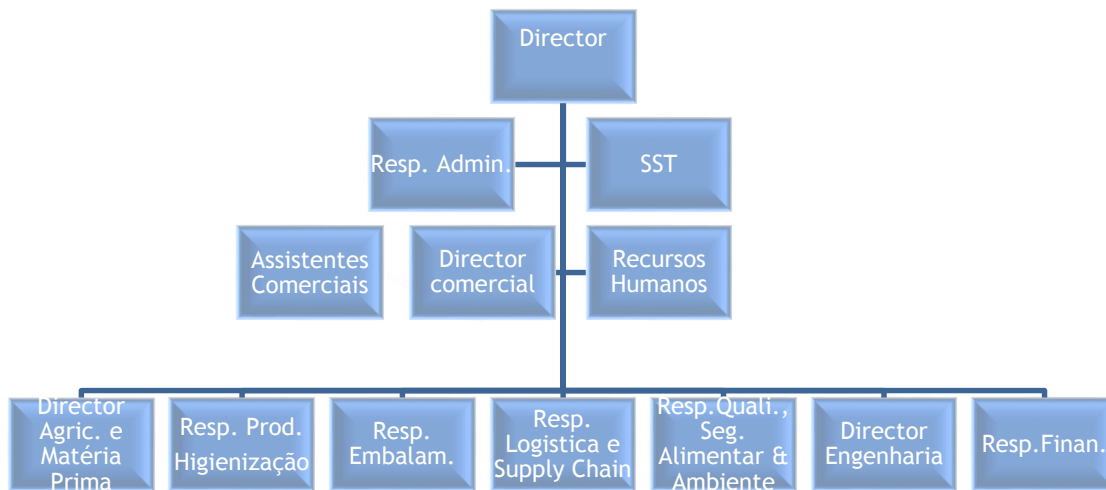 Director
Resp. Admin.
SST
Assistentes
Comerciais
Director
comercial
Recursos
Humanos
Director
Agric. e
Matéria
Prima
Resp. Prod.
Higienização
Resp.
Embalam.
Resp.
Logistica e
Supply Chain
Resp.Quali.,
Seg.
Alimentar &
Ambiente
Director
Engenharia
Resp.Finan.